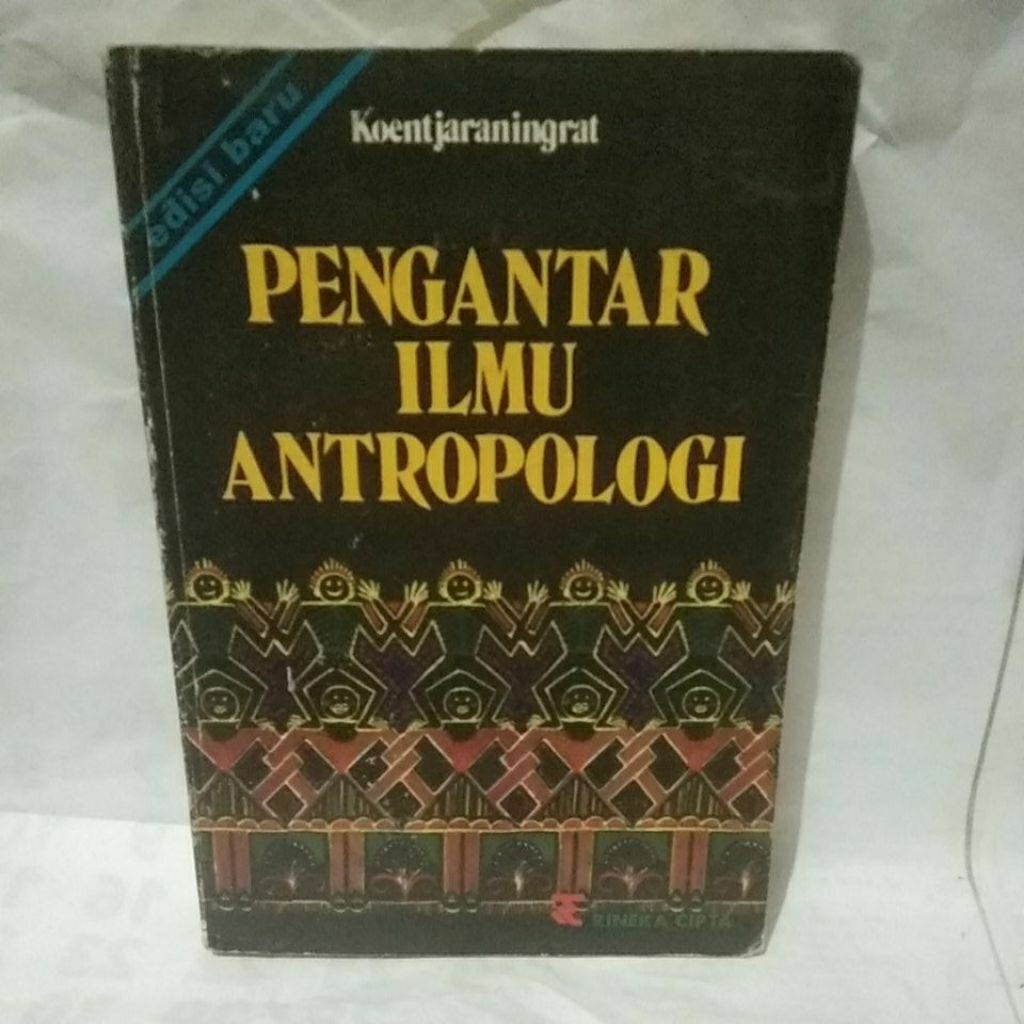 edisi baru
Koentjaraningrat
PENGANTAR
ILMU
ANTROPOLOGI
RINEKA CIPTA